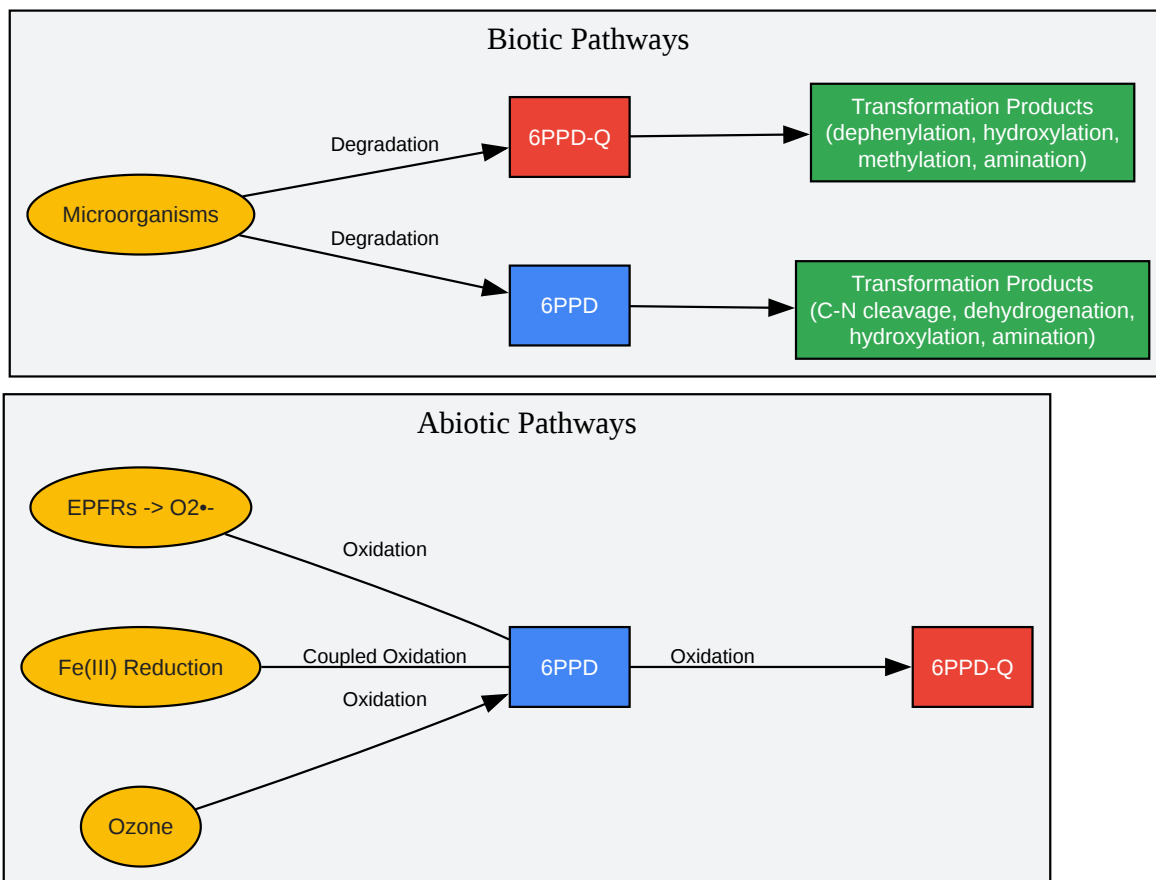 Biotic Pathways
Degradation
6PPD-Q
Transformation Products
(dephenylation, hydroxylation,
methylation, amination)
Microorganisms
Degradation
6PPD
Transformation Products
(C-N cleavage, dehydrogenation,
hydroxylation, amination)
Abiotic Pathways
EPFRs -> O2•-
Oxidation
Fe(III) Reduction
Coupled Oxidation
6PPD
Oxidation
6PPD-Q
Oxidation
Ozone